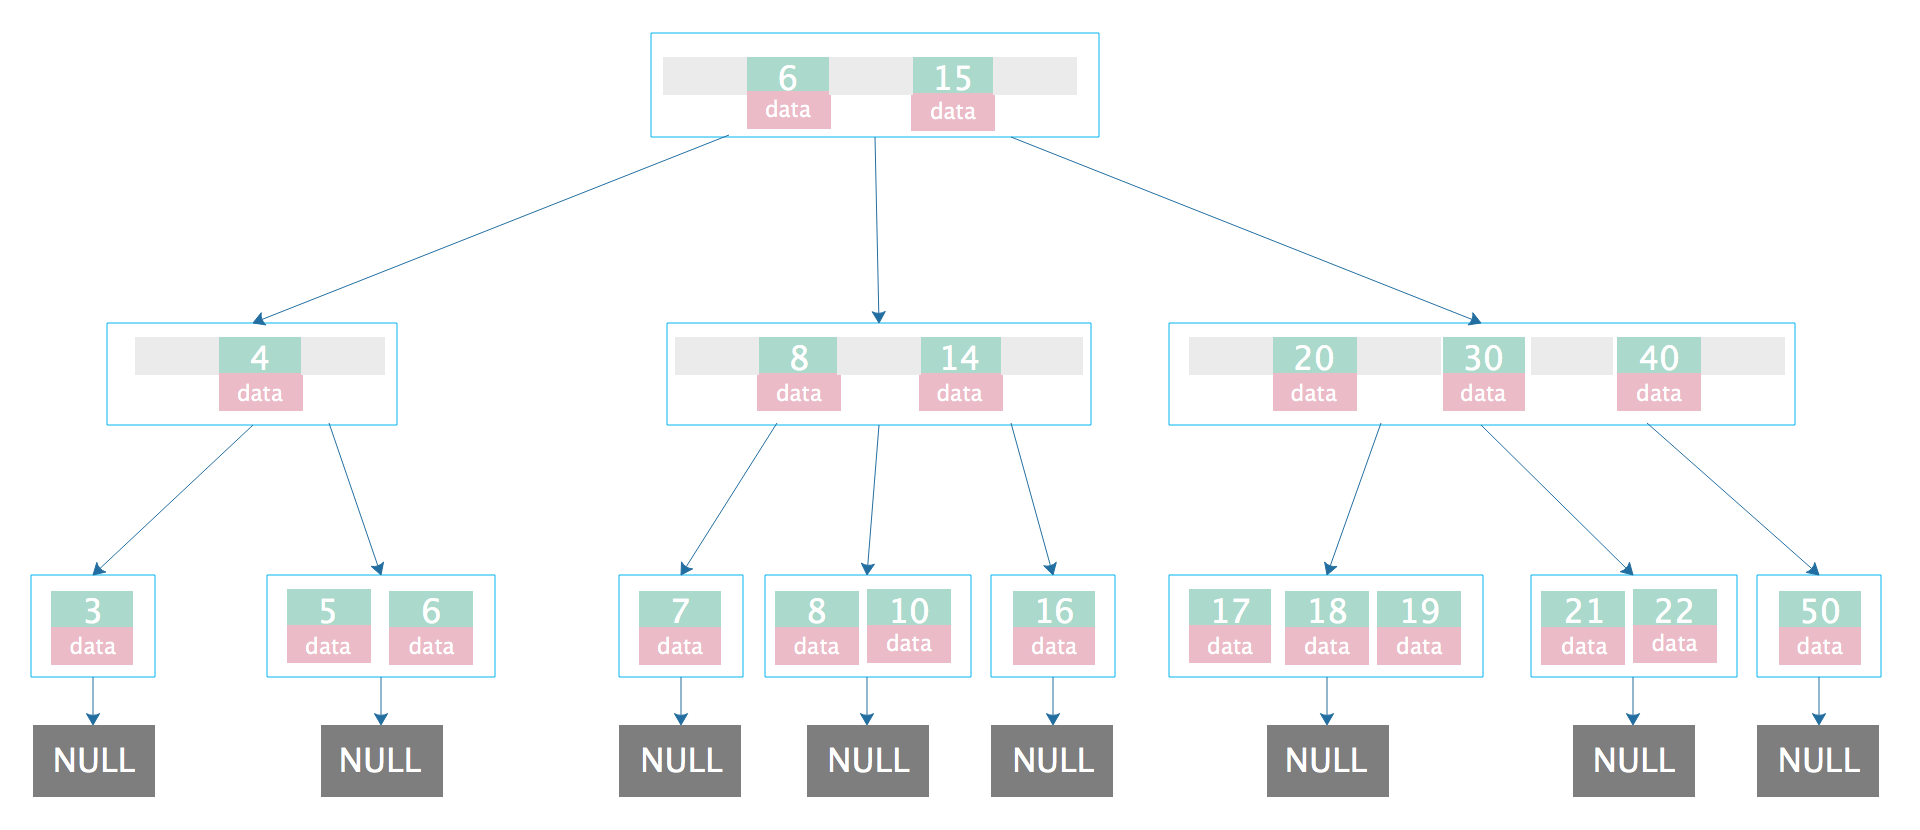 6 15
data data
4 8 14 20 30 40
data data data data data data
3 5 6 7 8 10 16 17 18 19 21 22 50
data data data data data data data data data data data data data
NULL NULL NULL NULL NULL NULL NULL NULL